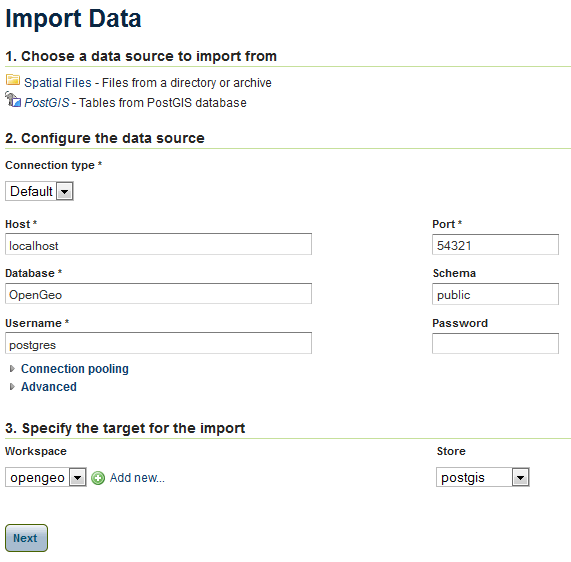 Import Data
1. Choose a data source to import from
Spatial Files - Files from a directory or archive
PostGIS - Tables from PostGIS database
2. Configure the data source
Connection type *
Default
Host * Port *
localhost 54321
Database * Schema
OpenGeo public
Username * Password
postgres
Connection pooling
Advanced
3. Specify the target for the import
Workspace Store
opengeo Add new... postgis
Next